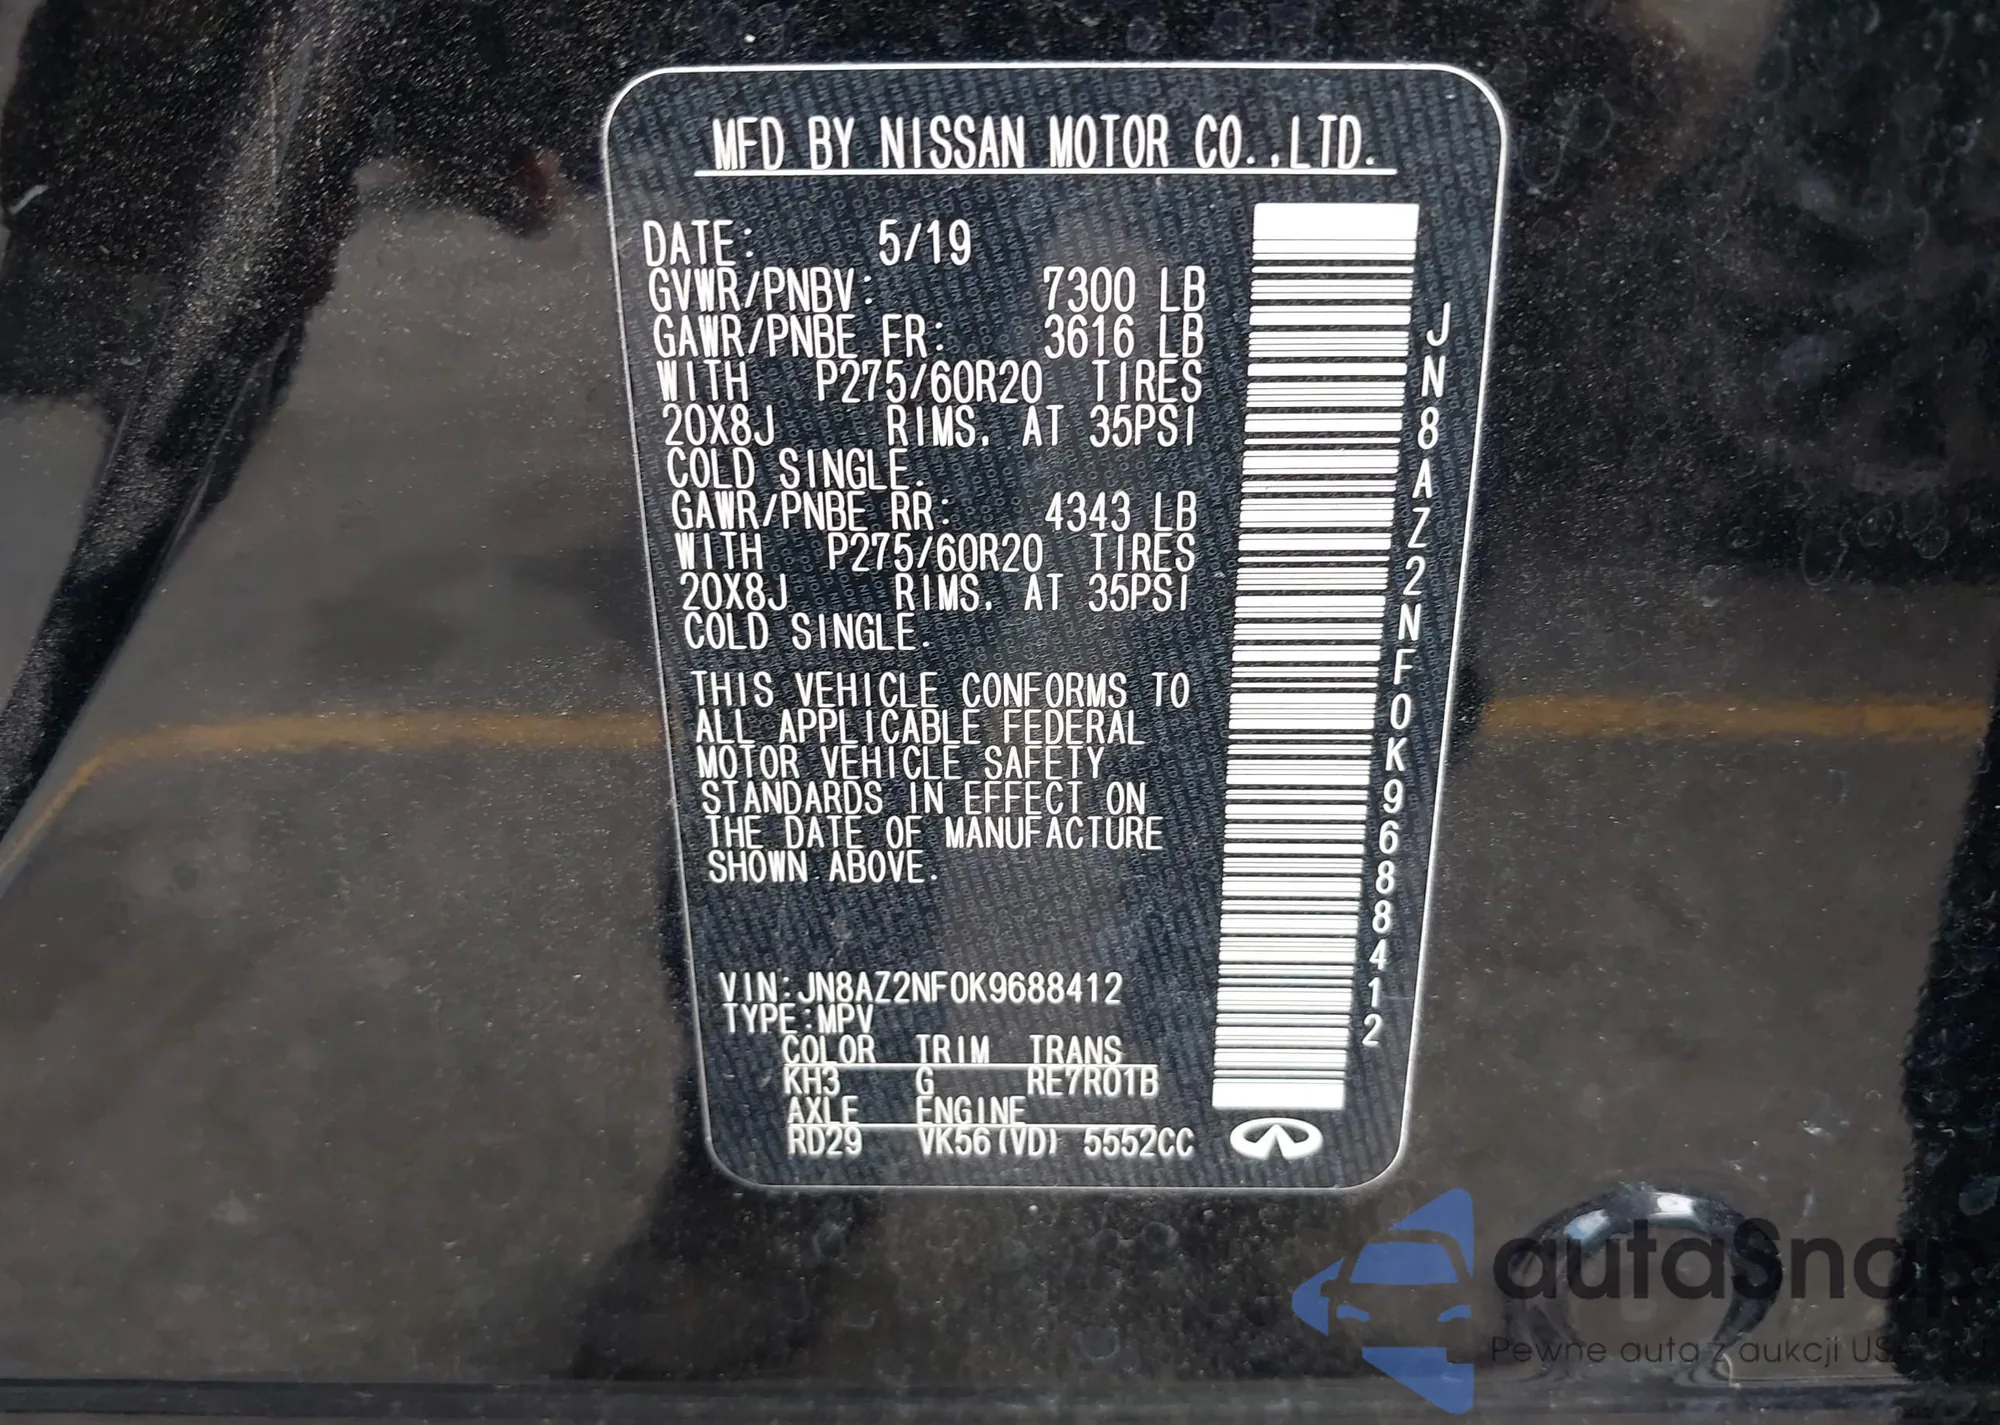 MFD BY NISSAN MOTOR CO.,LTD.
DATE: 5/19
GVWR/PNBV: 7300 LB
GAWR/PNBE FR: 3616 LB
WITH P275/60R20 TIRES
20X8J RIMS, AT 35PSI
COLD SINGLE.
GAWR/PNBE RR: 4343 LB
WITH P275/60R20 TIRES
20X8J RIMS, AT 35PSI
COLD SINGLE.
THIS VEHICLE CONFORMS TO
ALL APPLICABLE FEDERAL
MOTOR VEHICLE SAFETY
STANDARDS IN EFFECT ON
THE DATE OF MANUFACTURE
SHOWN ABOVE.
VIN:JN8AZ2NF0K9688412
TYPE:MPV
COLOR TRIM TRANS
KH3 G RE7R01B
AXLE ENGINE
RD29 VK56(VD) 5552CC
JN8AZ2NF0K9688412
autaSnap
Pewne auta z aukcji